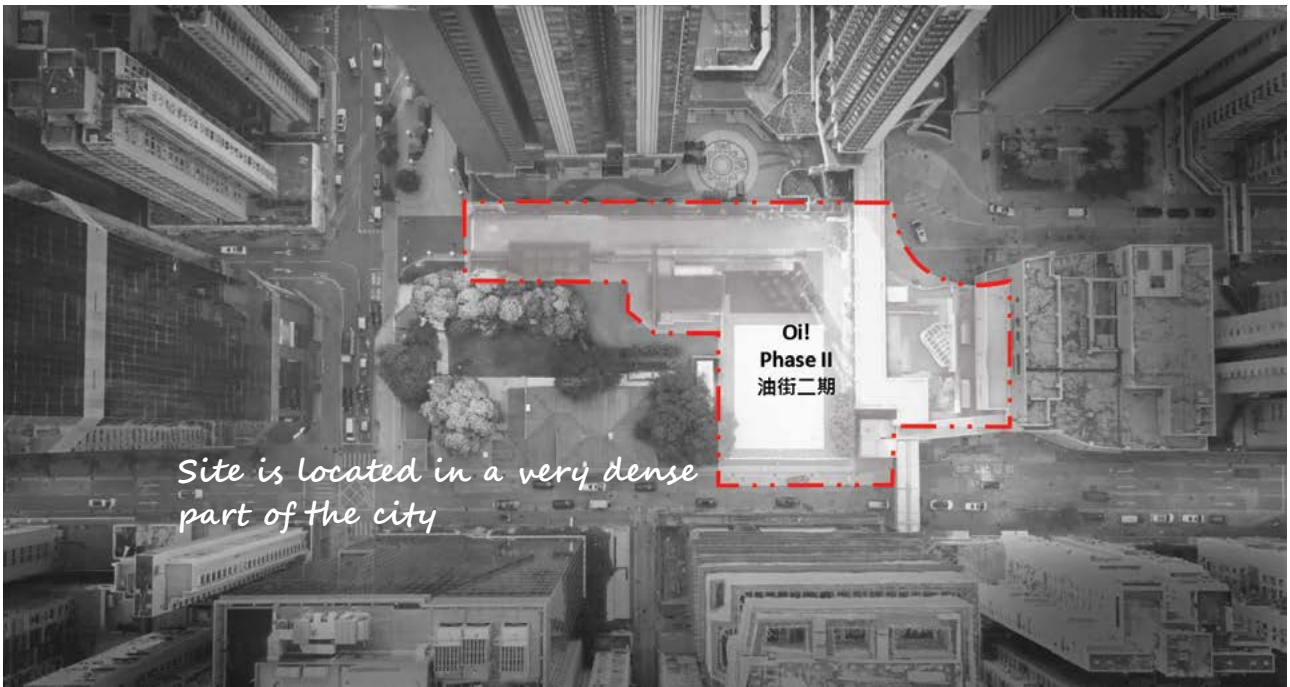 Oi!
Phase II
油街二期
Site is located in a very dense
part of the city